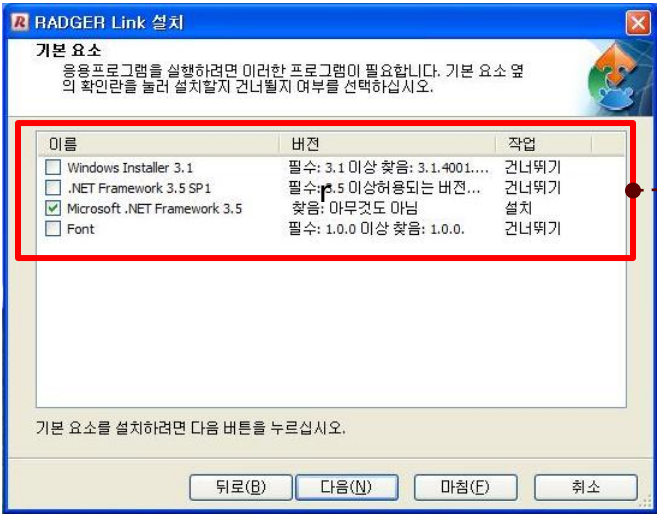 RADGER Link 설치
기본 요소
응용프로그램을 실행하려면 이러한 프로그램이 필요합니다. 기본 요소 옆
의 확인란을 눌러 설치할지 건너뛸지 여부를 선택하십시오.
이름 버전 작업
Windows Installer 3.1 필수: 3.1 이상 찾음: 3.1.4001.... 건너뛰기
.NET Framework 3.5 SP1 필수: 3.5 이상허용되는 버전... 건너뛰기
r
Microsoft .NET Framework 3.5 찾음: 아무것도 아님 설치
Font 필수: 1.0.0 이상 찾음: 1.0.0. 건너뛰기
기본 요소를 설치하려면 다음 버튼을 누르십시오.
뒤로(B) 다음(N) 마침(F) 취소